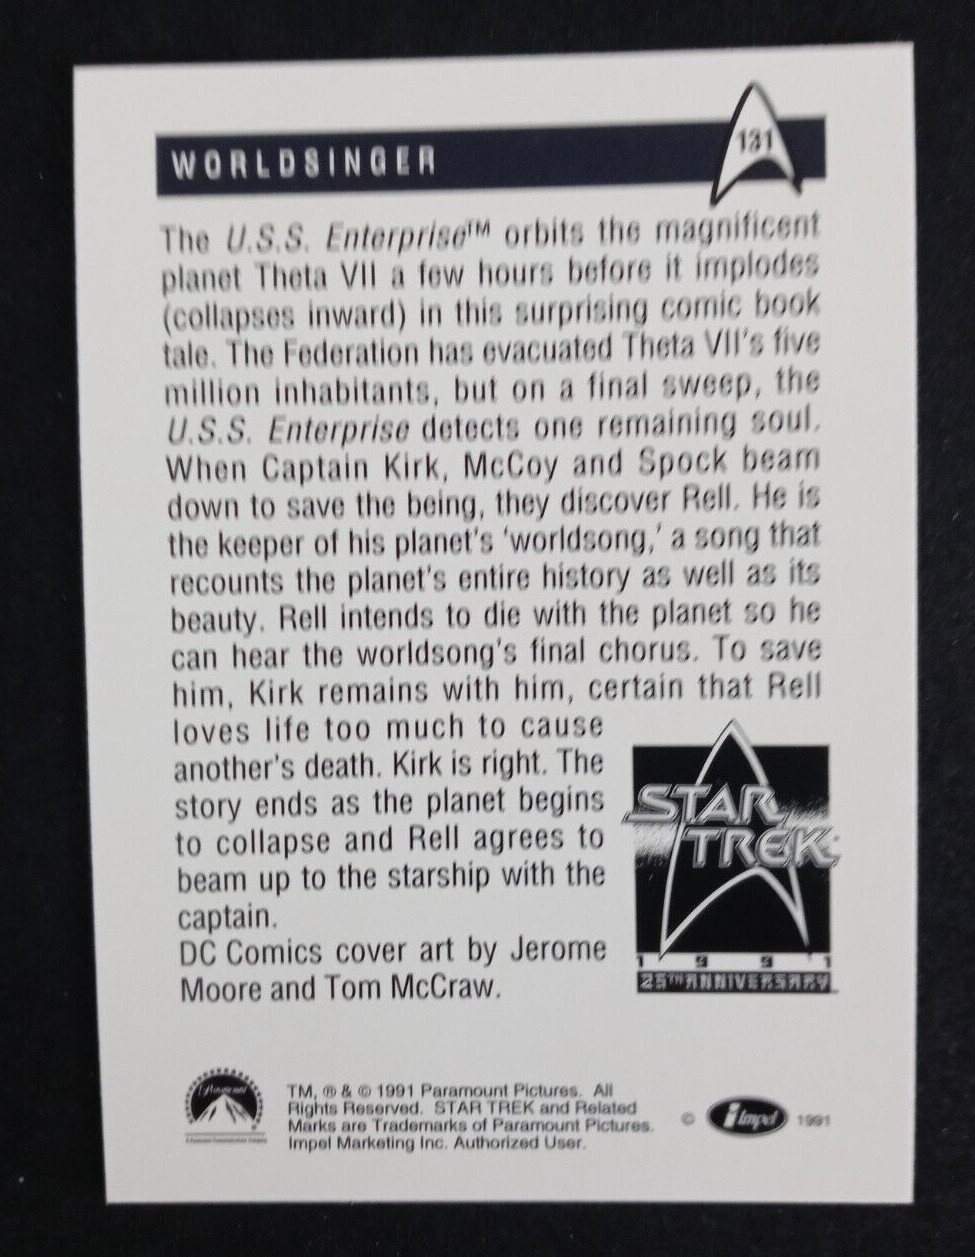 131
WORLDSINGER
The U.S.S. Enterprise™ orbits the magnificent
planet Theta VII a few hours before it implodes
(collapses inward) in this surprising comic book
tale. The Federation has evacuated Theta VII's five
million inhabitants, but on a final sweep, the
U.S.S. Enterprise detects one remaining soul.
When Captain Kirk, McCoy and Spock beam
down to save the being, they discover Rell. He is
the keeper of his planet's 'worldsong,' a song that
recounts the planet's entire history as well as its
beauty. Rell intends to die with the planet so he
can hear the worldsong's final chorus. To save
him, Kirk remains with him, certain that Rell
loves life too much to cause
another's death. Kirk is right. The
story ends as the planet begins
to collapse and Rell agrees to
beam up to the starship with the
captain.
DC Comics cover art by Jerome
Moore and Tom McCraw.
STAR
TREK
1991
25TH ANNIVERSARY
Paramount
A Paramount Communications Company
TM, ® & © 1991 Paramount Pictures. All
Rights Reserved. STAR TREK and Related
Marks are Trademarks of Paramount Pictures.
Impel Marketing Inc. Authorized User.
© Impel 1991